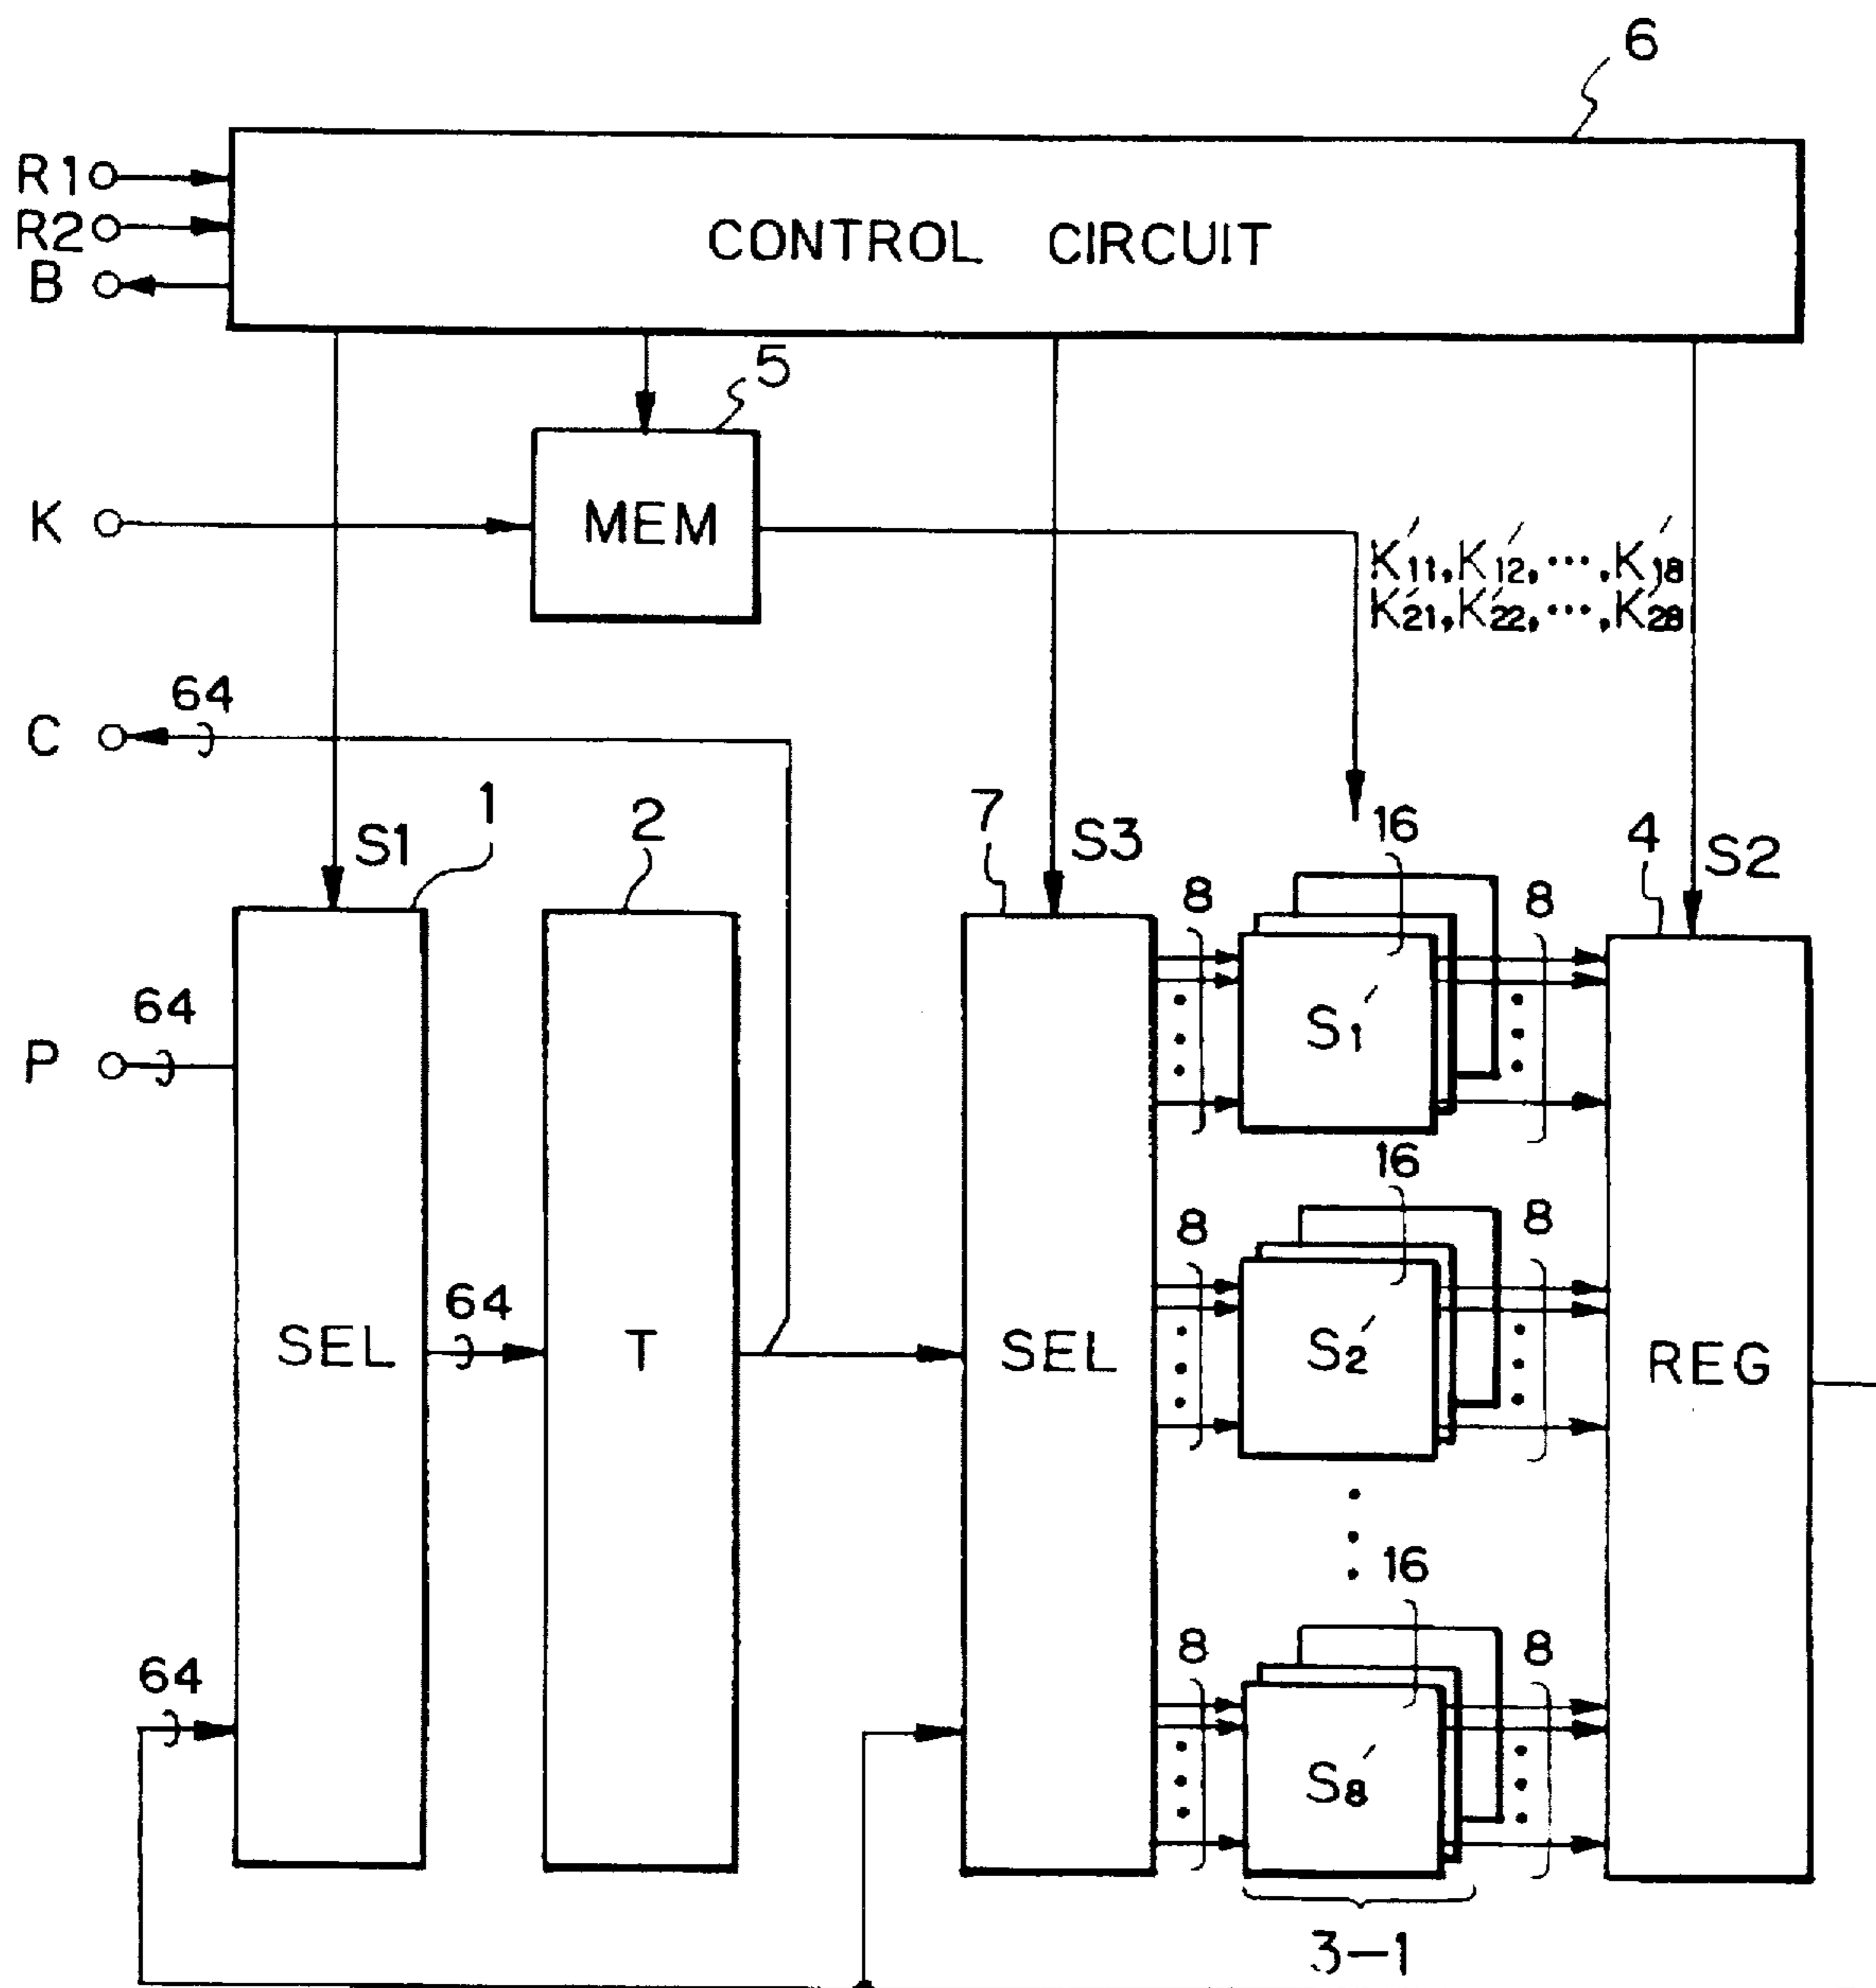 6
R1
R2
B
CONTROL CIRCUIT
5
K
MEM
K'11, K'12, ···, K'18
K'21, K'22, ···, K'28
64
C
S1
1
2
7
S3
16
4
S2
8
8
64
P
S1'
16
8
8
64
SEL
T
SEL
S2'
REG
16
64
8
8
S8'
3-1